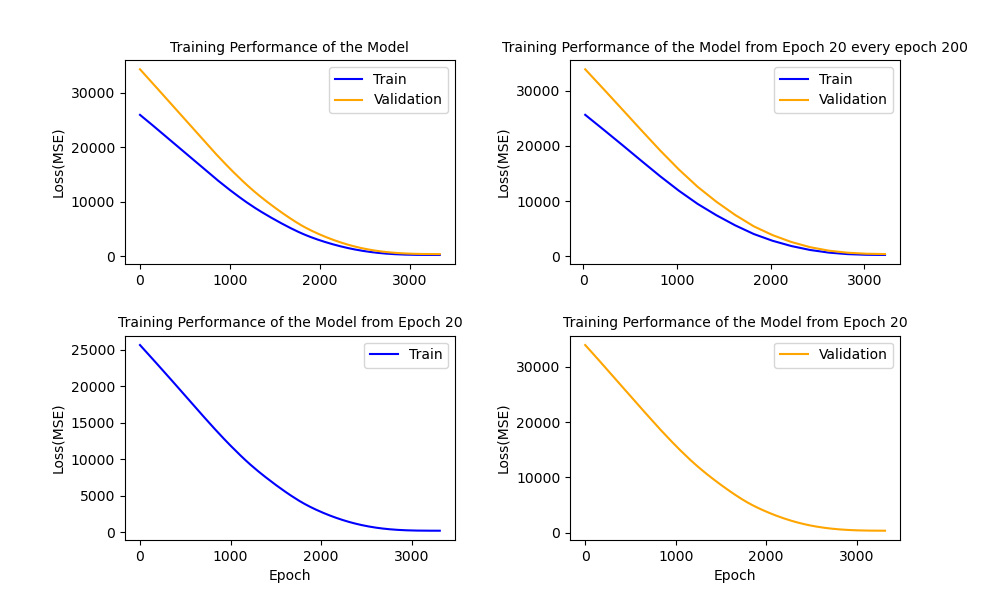 Training Performance of the Model
Training Performance of the Model from Epoch 20 every epoch 200
Loss(MSE)
30000
20000
10000
0
0
1000
2000
3000
Train
Validation
Loss(MSE)
30000
20000
10000
0
0
1000
2000
3000
Train
Validation
Training Performance of the Model from Epoch 20
Training Performance of the Model from Epoch 20
Loss(MSE)
25000
20000
15000
10000
5000
0
0
1000
2000
3000
Train
Epoch
Loss(MSE)
30000
20000
10000
0
0
1000
2000
3000
Validation
Epoch